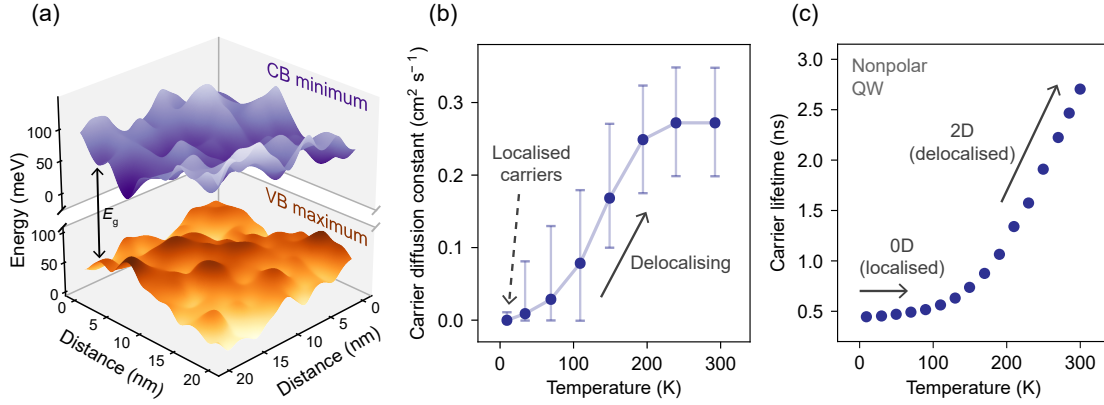 (a)
CB minimum
VB maximum
E_g
Energy (meV)
100
50
0
100
50
0
0
5
10
15
20
Distance (nm)
0
5
10
15
20
Distance (nm)
(b)
Carrier diffusion constant (cm² s⁻¹)
0.3
0.2
0.1
0.0
Localised
carriers
Delocalising
0
100
200
300
Temperature (K)
(c)
Carrier lifetime (ns)
3.0
2.5
2.0
1.5
1.0
0.5
Nonpolar
QW
2D
(delocalised)
0D
(localised)
0
100
200
300
Temperature (K)